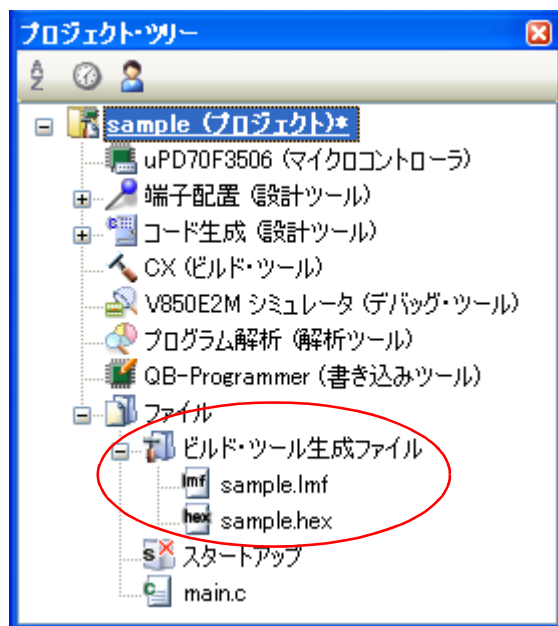 プロジェクト・ツリー
sample (プロジェクト)*
uPD70F3506 (マイクロコントローラ)
端子配置 (設計ツール)
コード生成 (設計ツール)
CX (ビルド・ツール)
V850E2M シミュレータ (デバッグ・ツール)
プログラム解析 (解析ツール)
QB-Programmer (書き込みツール)
ファイル
ビルド・ツール生成ファイル
lmf sample.lmf
hex sample.hex
S スタートアップ
c main.c